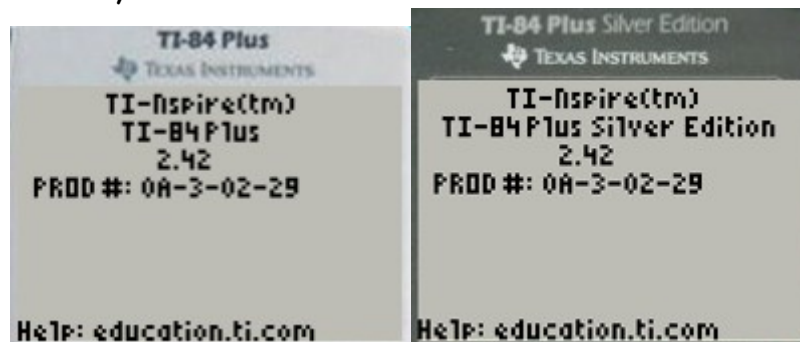 TI-84 Plus
TEXAS INSTRUMENTS
TI-Nspire(tm)
TI-84 Plus
2.42
PROD #: 0A-3-02-29
Help: education.ti.com
TI-84 Plus Silver Edition
TEXAS INSTRUMENTS
TI-Nspire(tm)
TI-84 Plus Silver Edition
2.42
PROD #: 0A-3-02-29
Help: education.ti.com